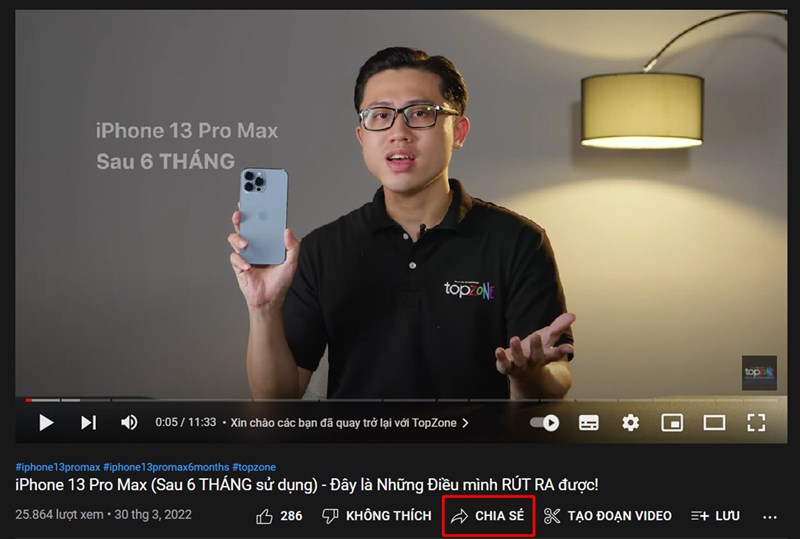 iPhone 13 Pro Max
Sau 6 THÁNG
topzone
topzone
0:05 / 11:33 • Xin chào các bạn đã quay trở lại với TopZone >
#iphone13promax #iphone13promax6months #topzone
iPhone 13 Pro Max (Sau 6 THÁNG sử dụng) - Đây là Những Điều mình RÚT RA được!
25.864 lượt xem • 30 thg 3, 2022 286 KHÔNG THÍCH CHIA SẺ TẠO ĐOẠN VIDEO LƯU ...